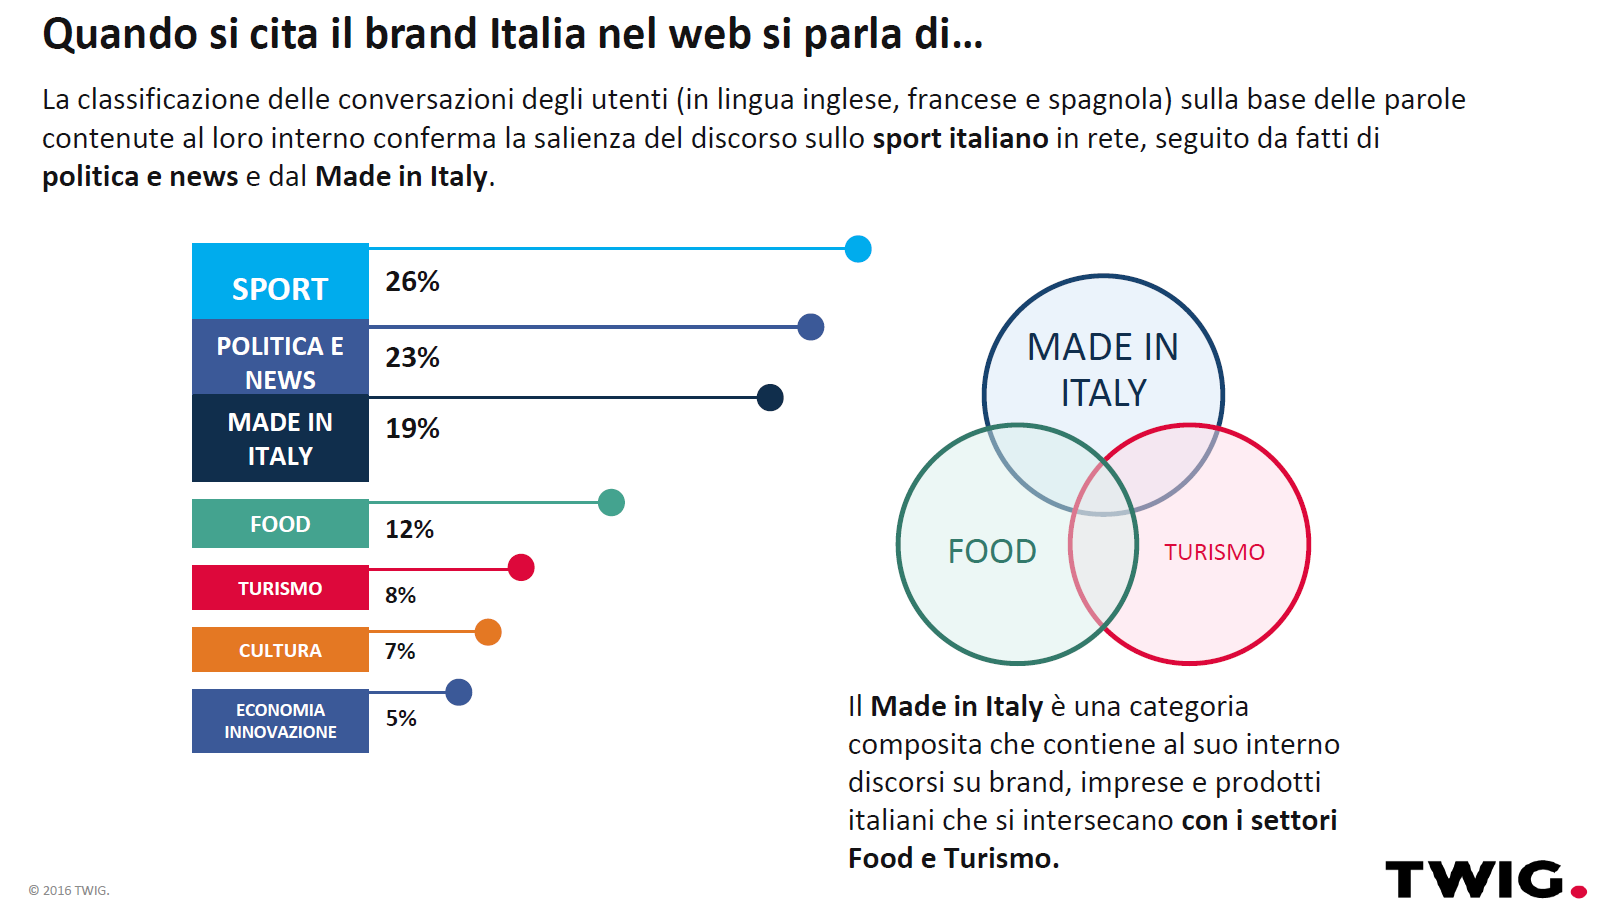 Quando si cita il brand Italia nel web si parla di...
La classificazione delle conversazioni degli utenti (in lingua inglese, francese e spagnola) sulla base delle parole
contenute al loro interno conferma la salienza del discorso sullo sport italiano in rete, seguito da fatti di
politica e news e dal Made in Italy.
SPORT
26%
POLITICA E
NEWS
23%
MADE IN
ITALY
19%
FOOD
12%
TURISMO
8%
CULTURA
7%
ECONOMIA
INNOVAZIONE
5%
MADE IN
ITALY
FOOD
TURISMO
Il Made in Italy è una categoria
composita che contiene al suo interno
discorsi su brand, imprese e prodotti
italiani che si intersecano con i settori
Food e Turismo.
© 2016 TWIG.
TWIG.